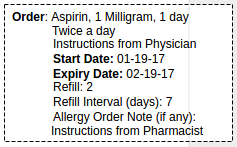 Order: Aspirin, 1 Milligram, 1 day
Twice a day
Instructions from Physician
Start Date: 01-19-17
Expiry Date: 02-19-17
Refill: 2
Refill Interval (days): 7
Allergy Order Note (if any):
Instructions from Pharmacist